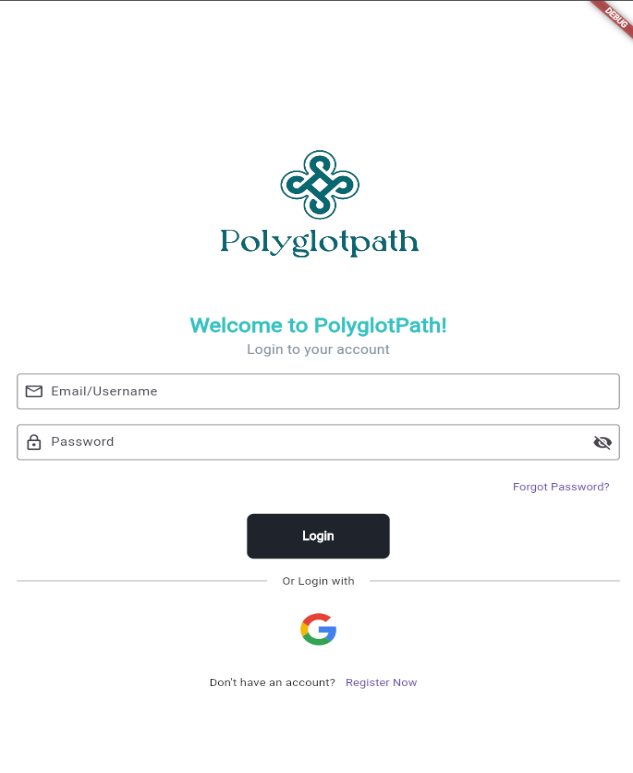 DEBUG
Polyglotpath
Welcome to PolyglotPath!
Login to your account
Email/Username
Password
Forgot Password?
Login
Or Login with
Don't have an account? Register Now